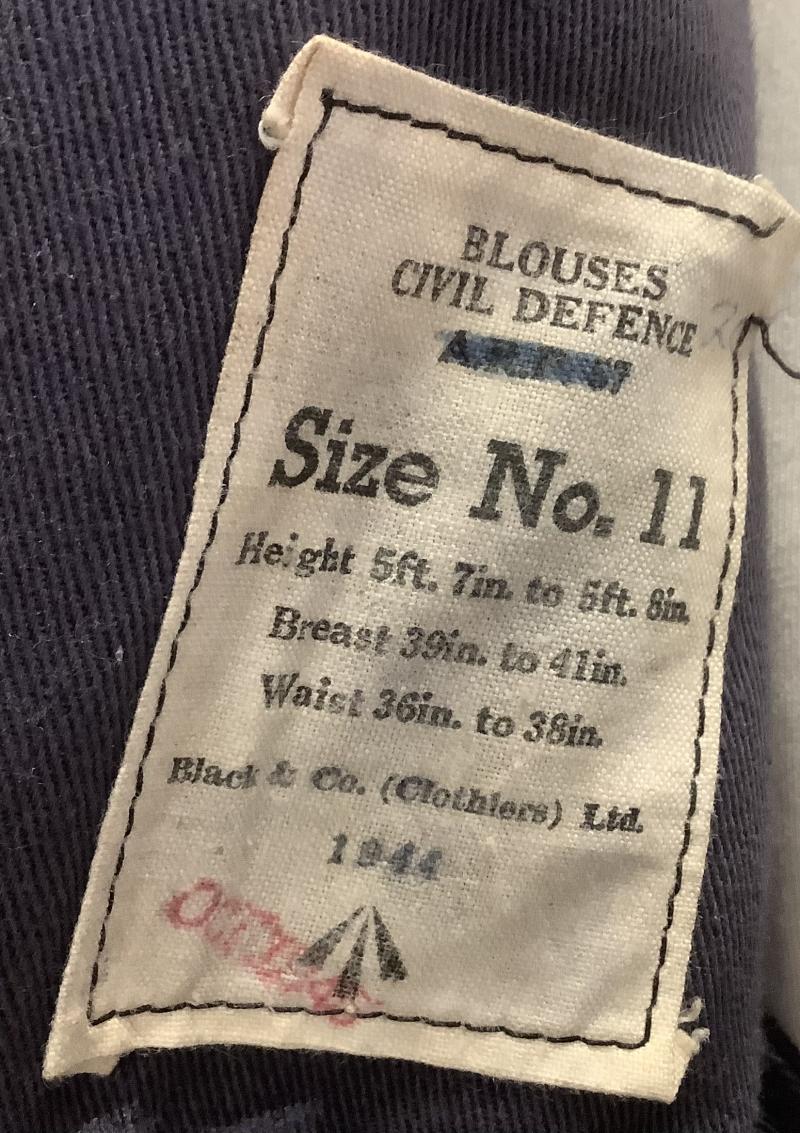 BLOUSES
CIVIL DEFENCE
A.R.P. 57
Size No. 11
Height 5ft. 7in. to 5ft. 8in.
Breast 39in. to 41in.
Waist 36in. to 38in.
Black & Co. (Clothiers) Ltd.
1944